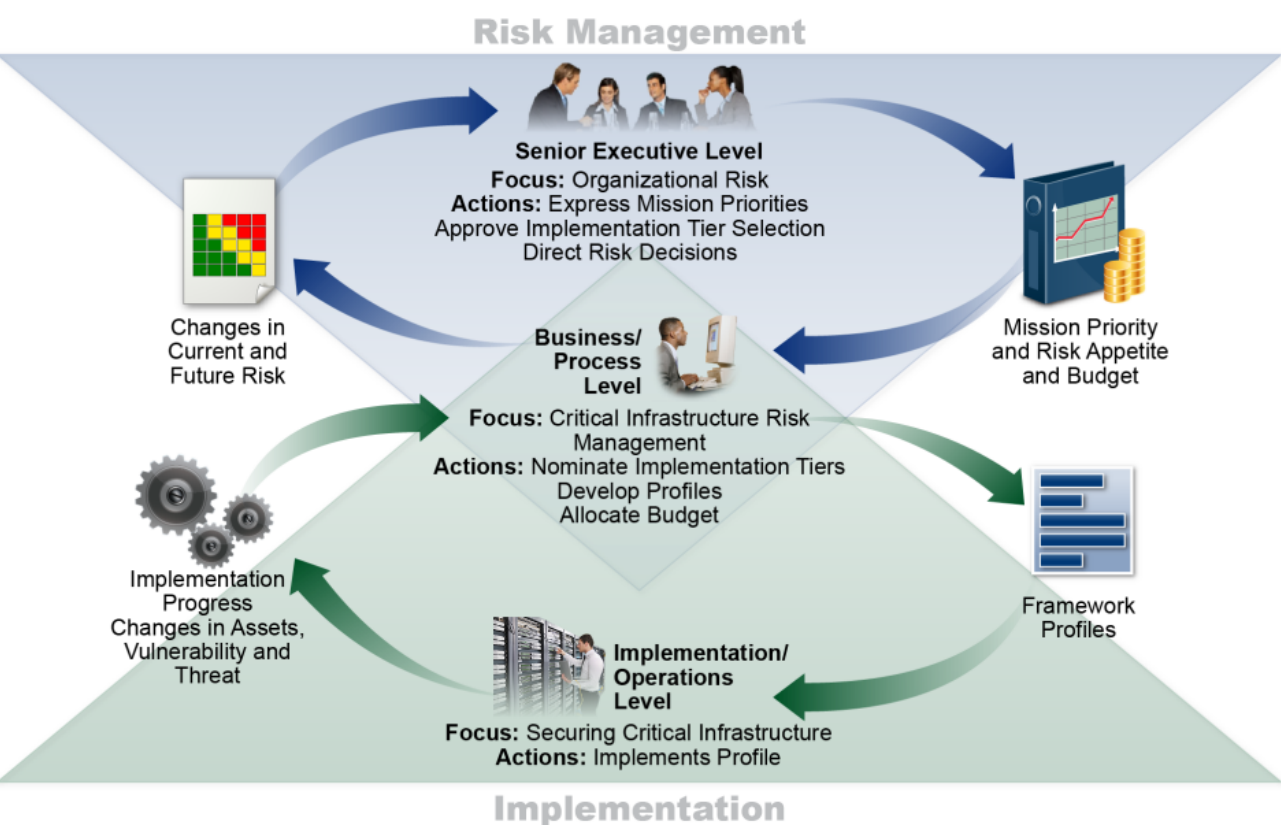 Risk Management
Senior Executive Level
Focus: Organizational Risk
Actions: Express Mission Priorities
Approve Implementation Tier Selection
Direct Risk Decisions
Changes in
Current and
Future Risk
Mission Priority
and Risk Appetite
and Budget
Business/
Process
Level
Focus: Critical Infrastructure Risk
Management
Actions: Nominate Implementation Tiers
Develop Profiles
Allocate Budget
Implementation
Progress
Changes in Assets,
Vulnerability and
Threat
Framework
Profiles
Implementation/
Operations
Level
Focus: Securing Critical Infrastructure
Actions: Implements Profile
Implementation